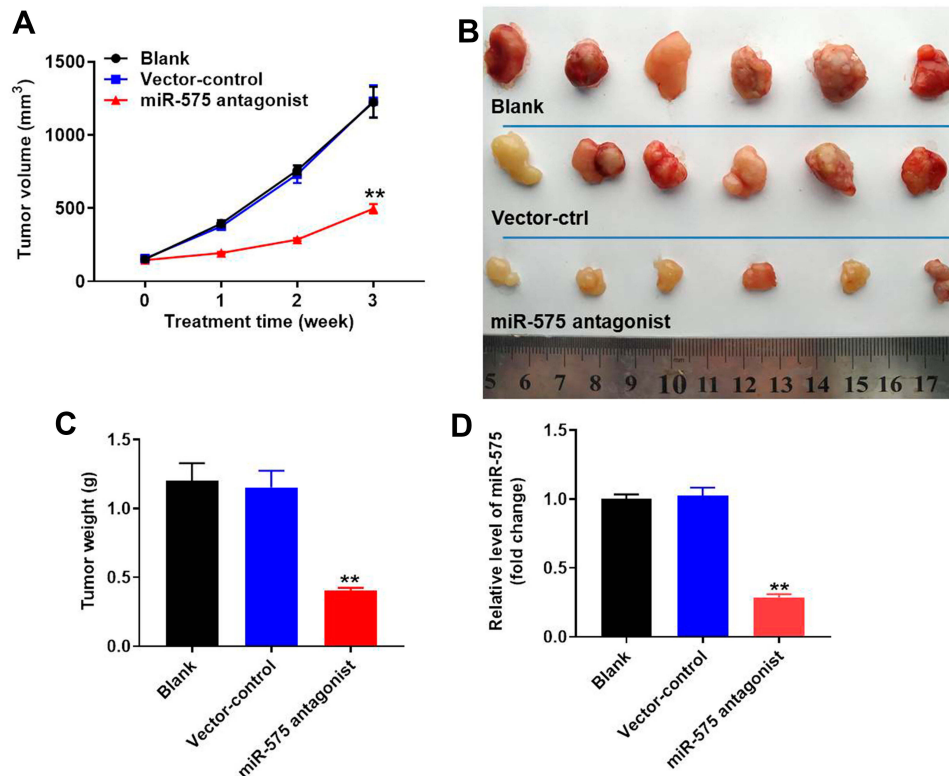 A
Blank
Vector-control
miR-575 antagonist
Tumor volume (mm³)
1500
1000
500
0
**
0 1 2 3
Treatment time (week)
B
Blank
Vector-ctrl
miR-575 antagonist
5 6 7 8 9 10 11 12 13 14 15 16 17
C
Tumor weight (g)
1.5
1.0
0.5
0.0
**
Blank
Vector-control
miR-575 antagonist
D
Relative level of miR-575
(fold change)
1.5
1.0
0.5
0.0
**
Blank
Vector-control
miR-575 antagonist